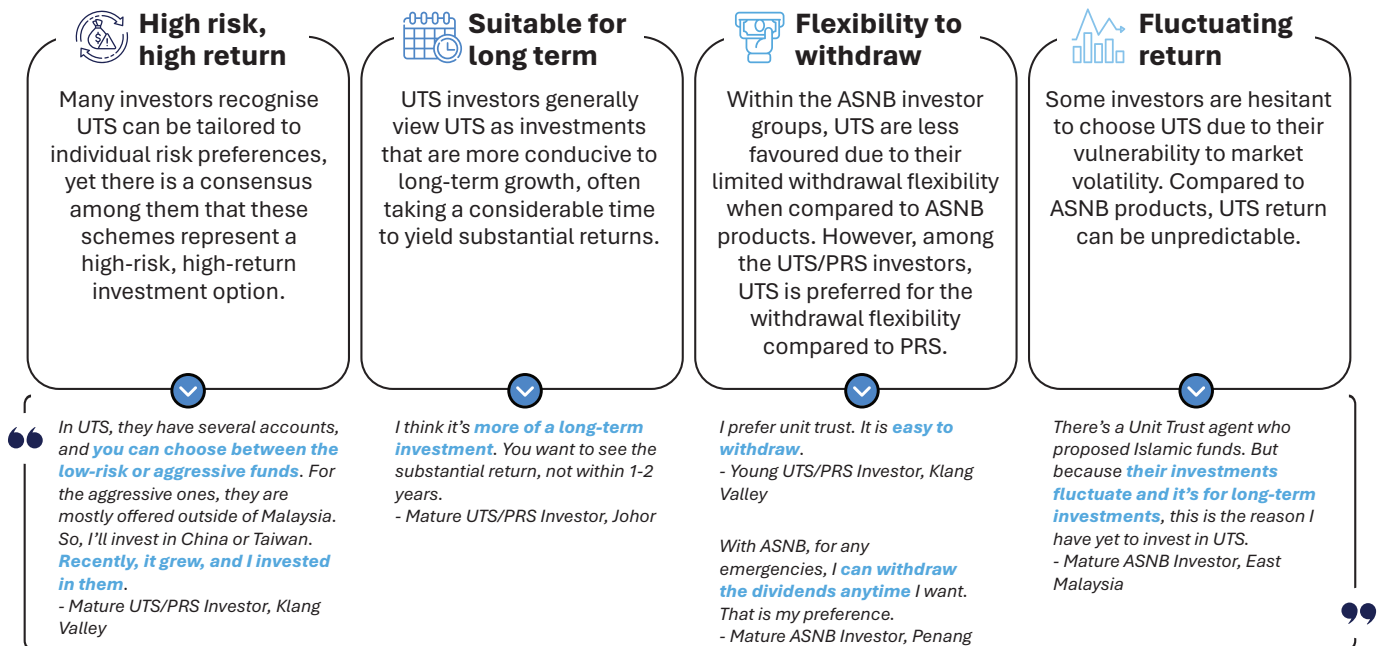 High risk,
high return
Many investors recognise
UTS can be tailored to
individual risk preferences,
yet there is a consensus
among them that these
schemes represent a
high-risk, high-return
investment option.
In UTS, they have several accounts,
and you can choose between the
low-risk or aggressive funds. For
the aggressive ones, they are
mostly offered outside of Malaysia.
So, I'll invest in China or Taiwan.
Recently, it grew, and I invested
in them.
- Mature UTS/PRS Investor, Klang
Valley
Suitable for
long term
UTS investors generally
view UTS as investments
that are more conducive to
long-term growth, often
taking a considerable time
to yield substantial returns.
I think it's more of a long-term
investment. You want to see the
substantial return, not within 1-2
years.
- Mature UTS/PRS Investor, Johor
Flexibility to
withdraw
Within the ASNB investor
groups, UTS are less
favoured due to their
limited withdrawal flexibility
when compared to ASNB
products. However, among
the UTS/PRS investors,
UTS is preferred for the
withdrawal flexibility
compared to PRS.
I prefer unit trust. It is easy to
withdraw.
- Young UTS/PRS Investor, Klang
Valley
With ASNB, for any
emergencies, I can withdraw
the dividends anytime I want.
That is my preference.
- Mature ASNB Investor, Penang
Fluctuating
return
Some investors are hesitant
to choose UTS due to their
vulnerability to market
volatility. Compared to
ASNB products, UTS return
can be unpredictable.
There's a Unit Trust agent who
proposed Islamic funds. But
because their investments
fluctuate and it's for long-term
investments, this is the reason I
have yet to invest in UTS.
- Mature ASNB Investor, East
Malaysia